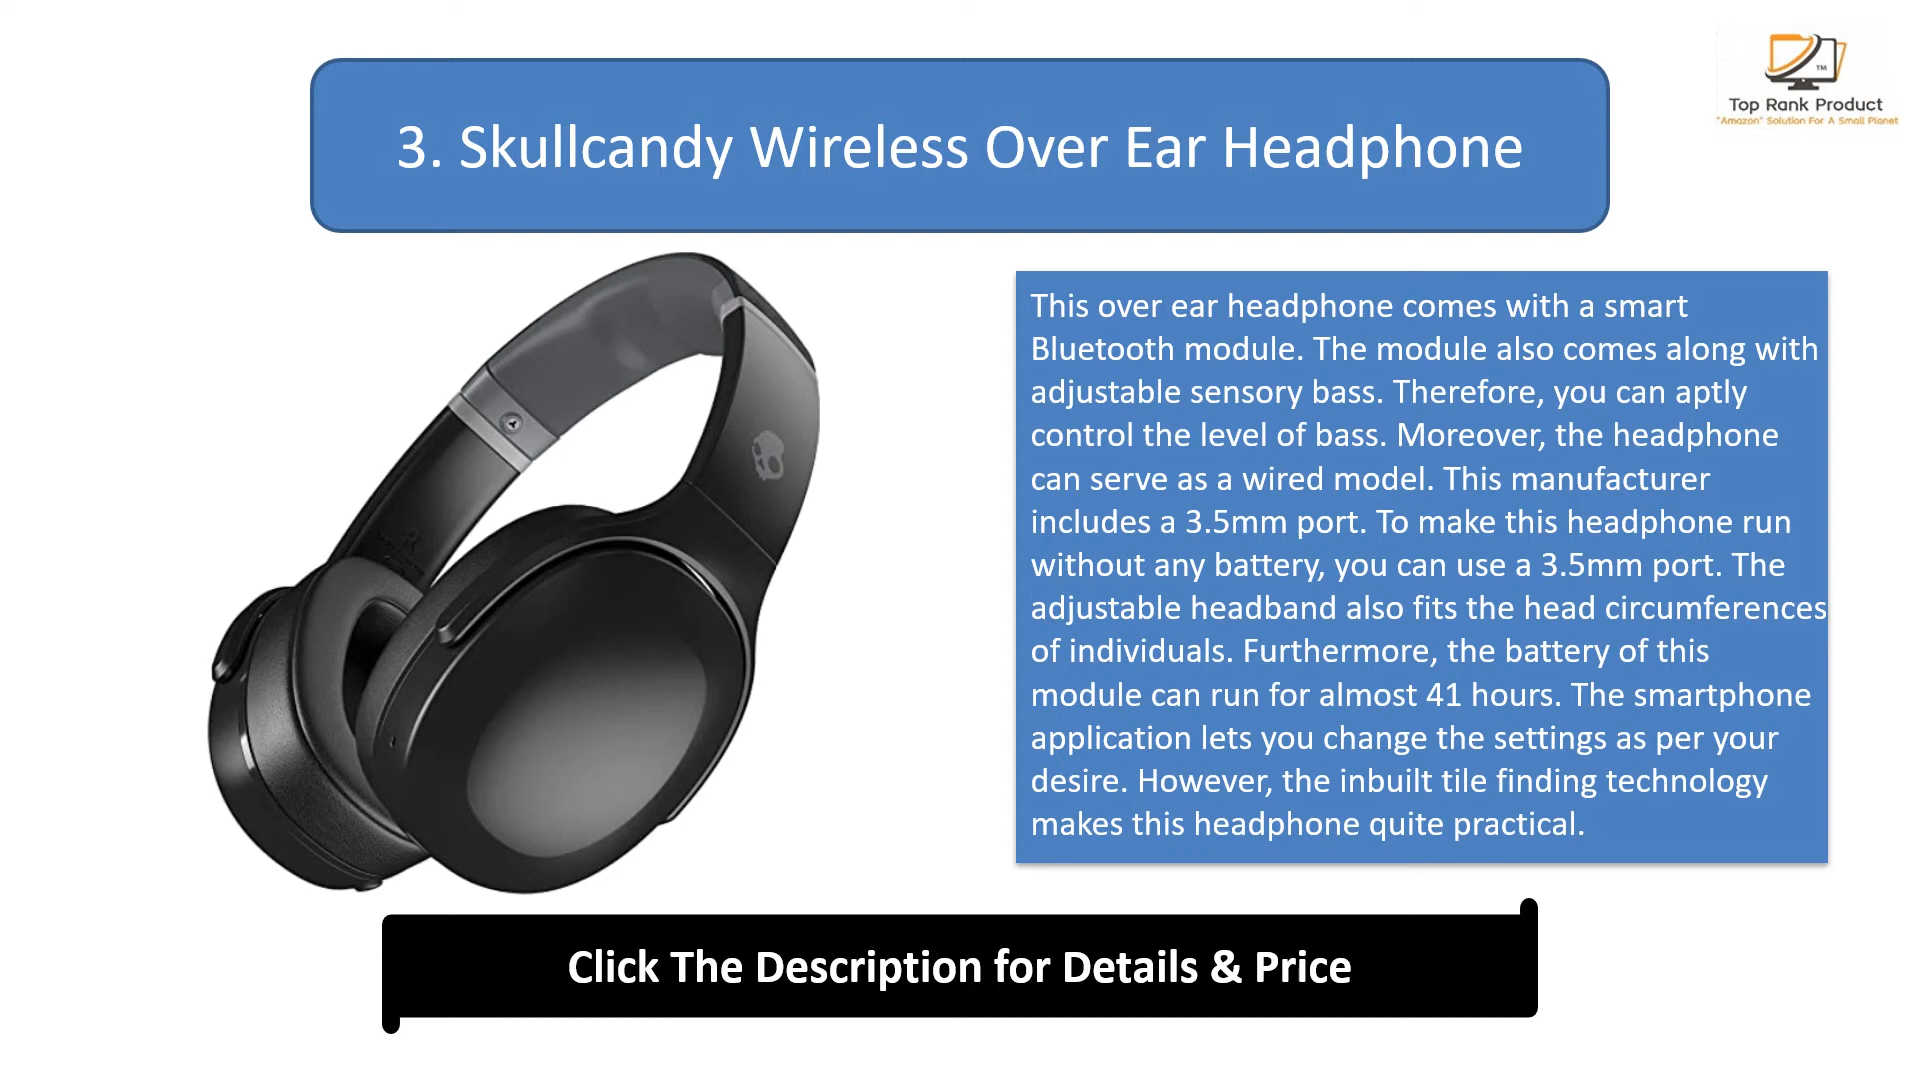 Top Rank Product
"Amazon" Solution For A Small Planet
TM
3. Skullcandy Wireless Over Ear Headphone
This over ear headphone comes with a smart
Bluetooth module. The module also comes along with
adjustable sensory bass. Therefore, you can aptly
control the level of bass. Moreover, the headphone
can serve as a wired model. This manufacturer
includes a 3.5mm port. To make this headphone run
without any battery, you can use a 3.5mm port. The
adjustable headband also fits the head circumferences
of individuals. Furthermore, the battery of this
module can run for almost 41 hours. The smartphone
application lets you change the settings as per your
desire. However, the inbuilt tile finding technology
makes this headphone quite practical.
R
Click The Description for Details & Price